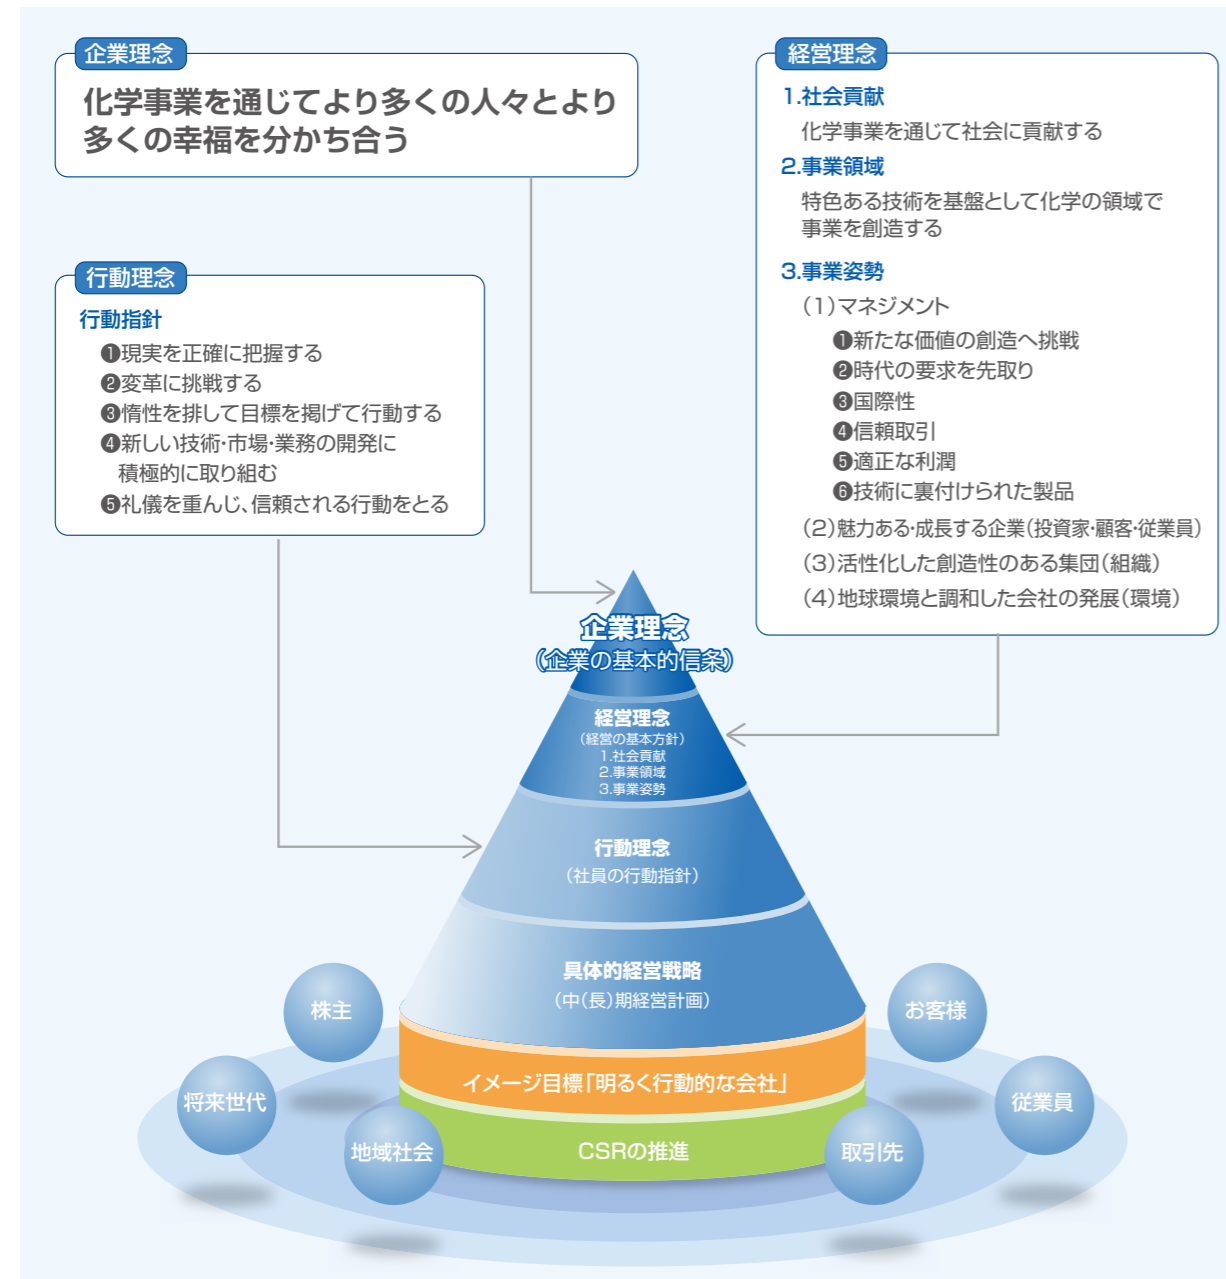 企業理念
化学事業を通じてより多くの人々とより
多くの幸福を分かち合う
経営理念
1.社会貢献
化学事業を通じて社会に貢献する
2.事業領域
特色ある技術を基盤として化学の領域で
事業を創造する
3.事業姿勢
(1)マネジメント
❶新たな価値の創造へ挑戦
❷時代の要求を先取り
❸国際性
❹信頼取引
❺適正な利潤
❻技術に裏付けられた製品
(2)魅力ある・成長する企業(投資家・顧客・従業員)
(3)活性化した創造性のある集団(組織)
(4)地球環境と調和した会社の発展(環境)
行動理念
行動指針
❶現実を正確に把握する
❷変革に挑戦する
❸惰性を排して目標を掲げて行動する
❹新しい技術・市場・業務の開発に
積極的に取り組む
❺礼儀を重んじ、信頼される行動をとる
企業理念
(企業の基本的信条)
経営理念
(経営の基本方針)
1.社会貢献
2.事業領域
3.事業姿勢
行動理念
(社員の行動指針)
具体的経営戦略
(中(長)期経営計画)
イメージ目標「明るく行動的な会社」
CSRの推進
株主
将来世代
地域社会
お客様
従業員
取引先